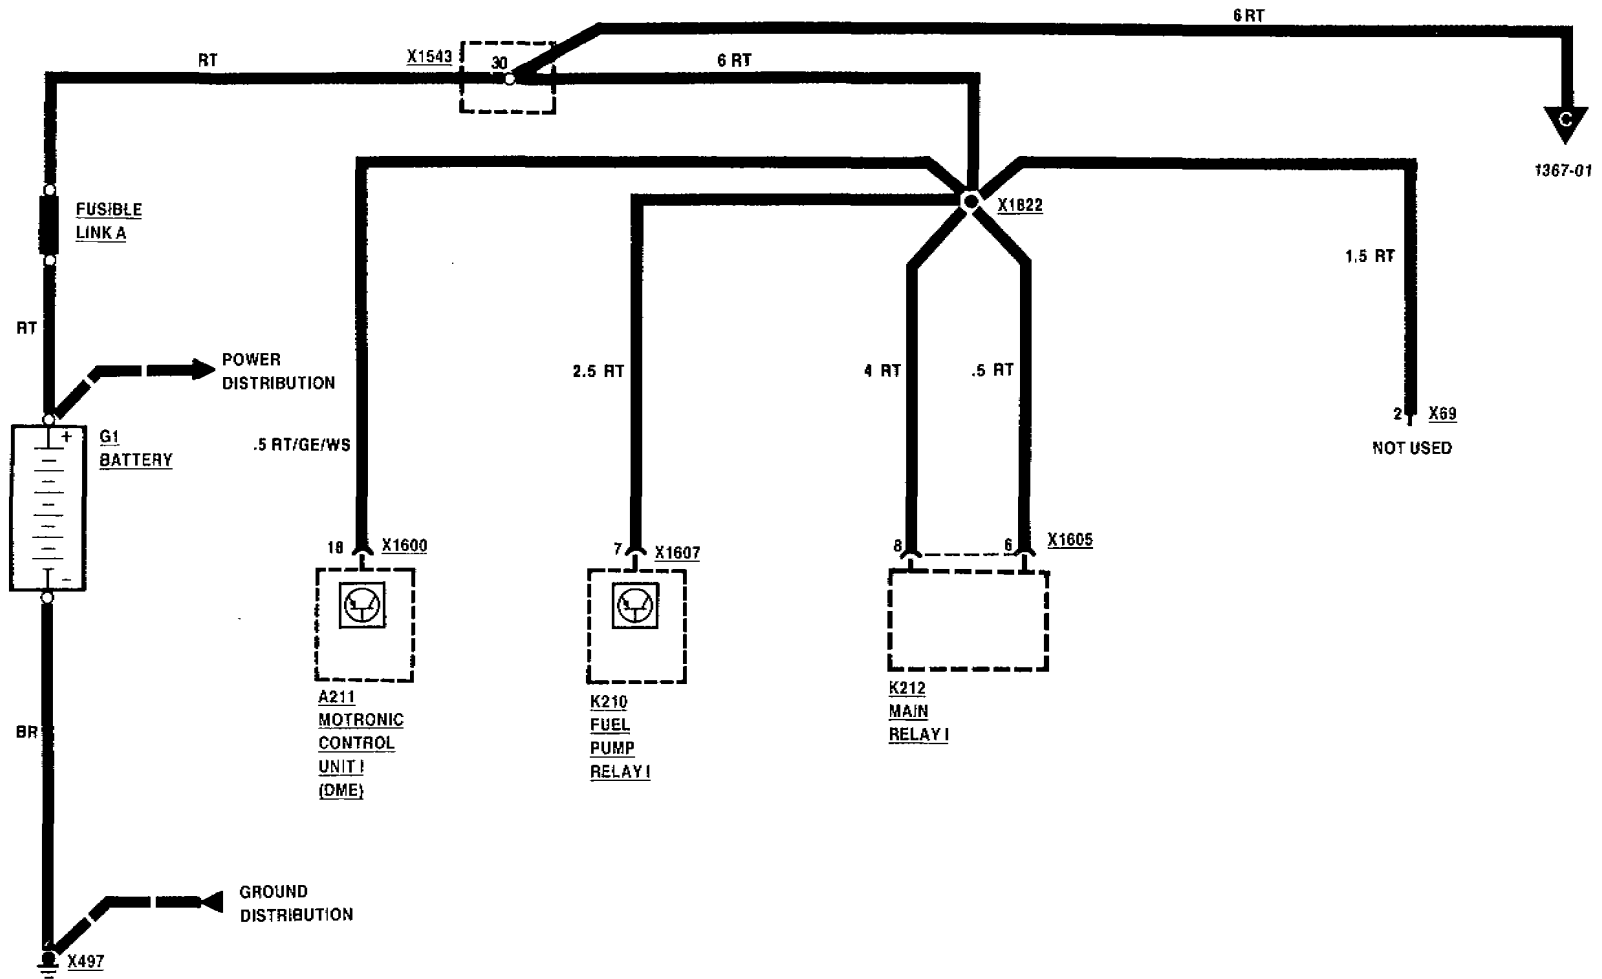 6 RT
X1543
30
RT
6 RT
C
1367-01
FUSIBLE
LINK A
X1822
1.5 RT
RT
POWER
DISTRIBUTION
2.5 RT
4 RT
.5 RT
2
X69
NOT USED
+
G1
BATTERY
-
.5 RT/GE/WS
18
X1600
7
X1607
8
6
X1605
A211
MOTRONIC
CONTROL
UNIT I
(DME)
K210
FUEL
PUMP
RELAY I
K212
MAIN
RELAY I
BR
GROUND
DISTRIBUTION
X497